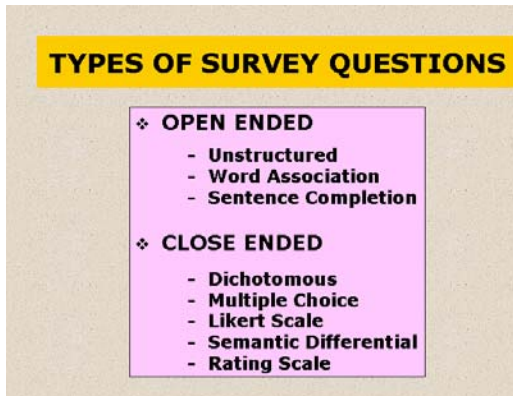 TYPES OF SURVEY QUESTIONS
❖ OPEN ENDED
- Unstructured
- Word Association
- Sentence Completion
❖ CLOSE ENDED
- Dichotomous
- Multiple Choice
- Likert Scale
- Semantic Differential
- Rating Scale